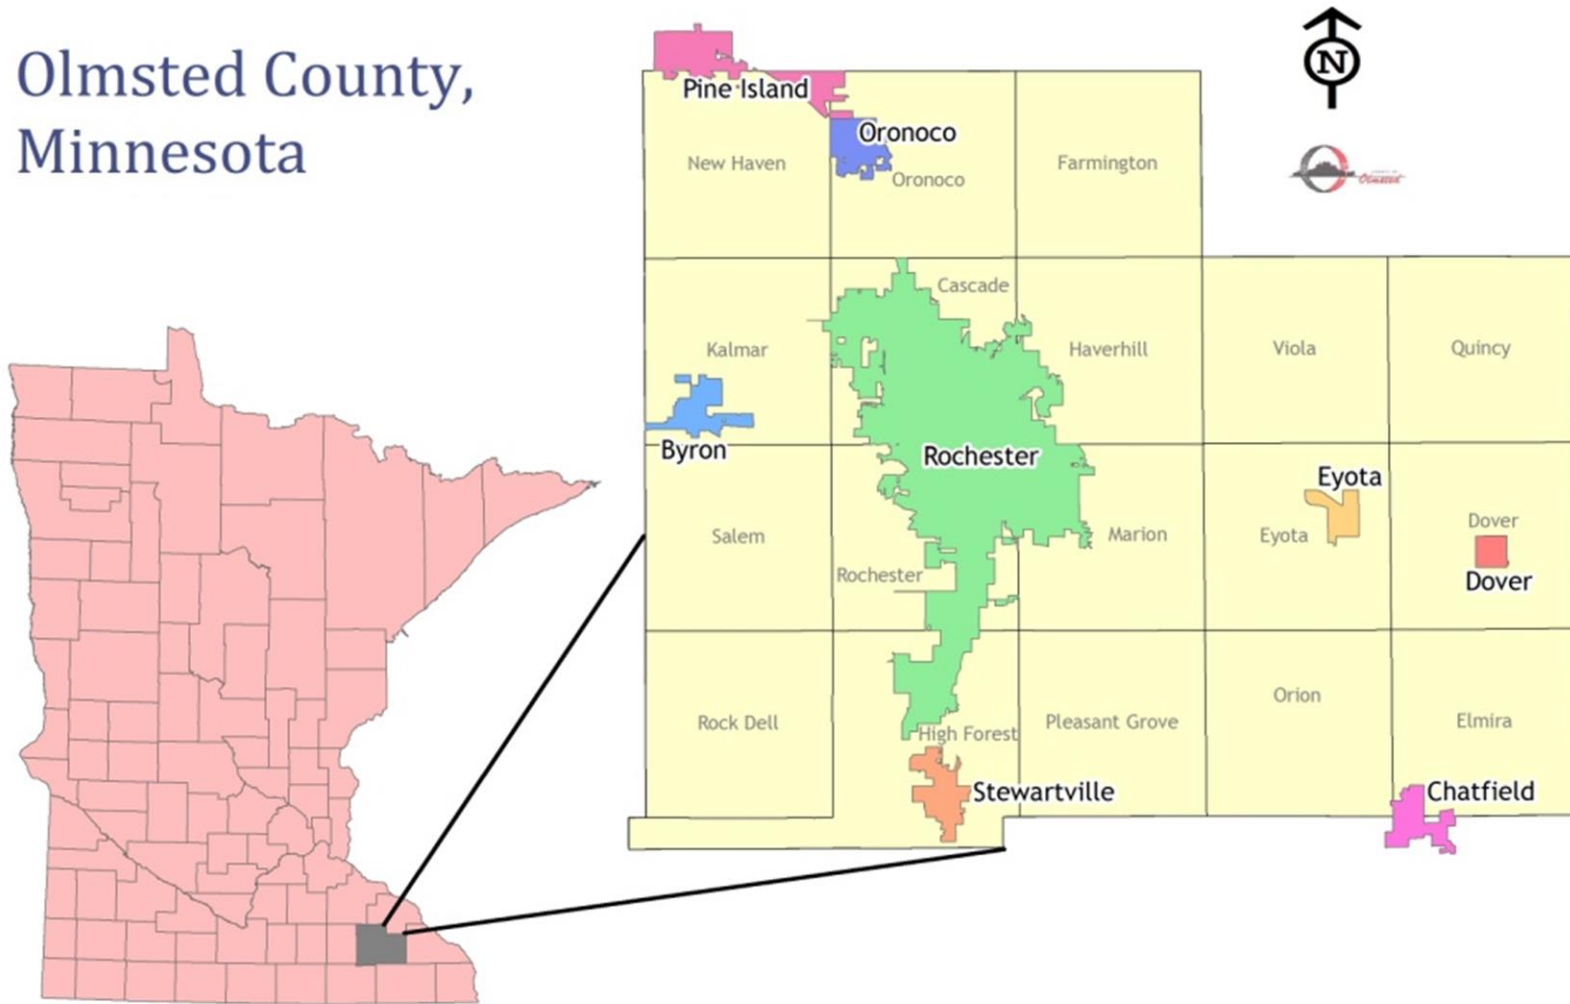 Olmsted County,
Minnesota
N
Olmsted
Pine Island
Oronoco
New Haven
Oronoco
Farmington
Cascade
Kalmar
Haverhill
Viola
Quincy
Byron
Rochester
Eyota
Salem
Marion
Eyota
Dover
Rochester
Dover
Rock Dell
High Forest
Pleasant Grove
Orion
Elmira
Stewartville
Chatfield